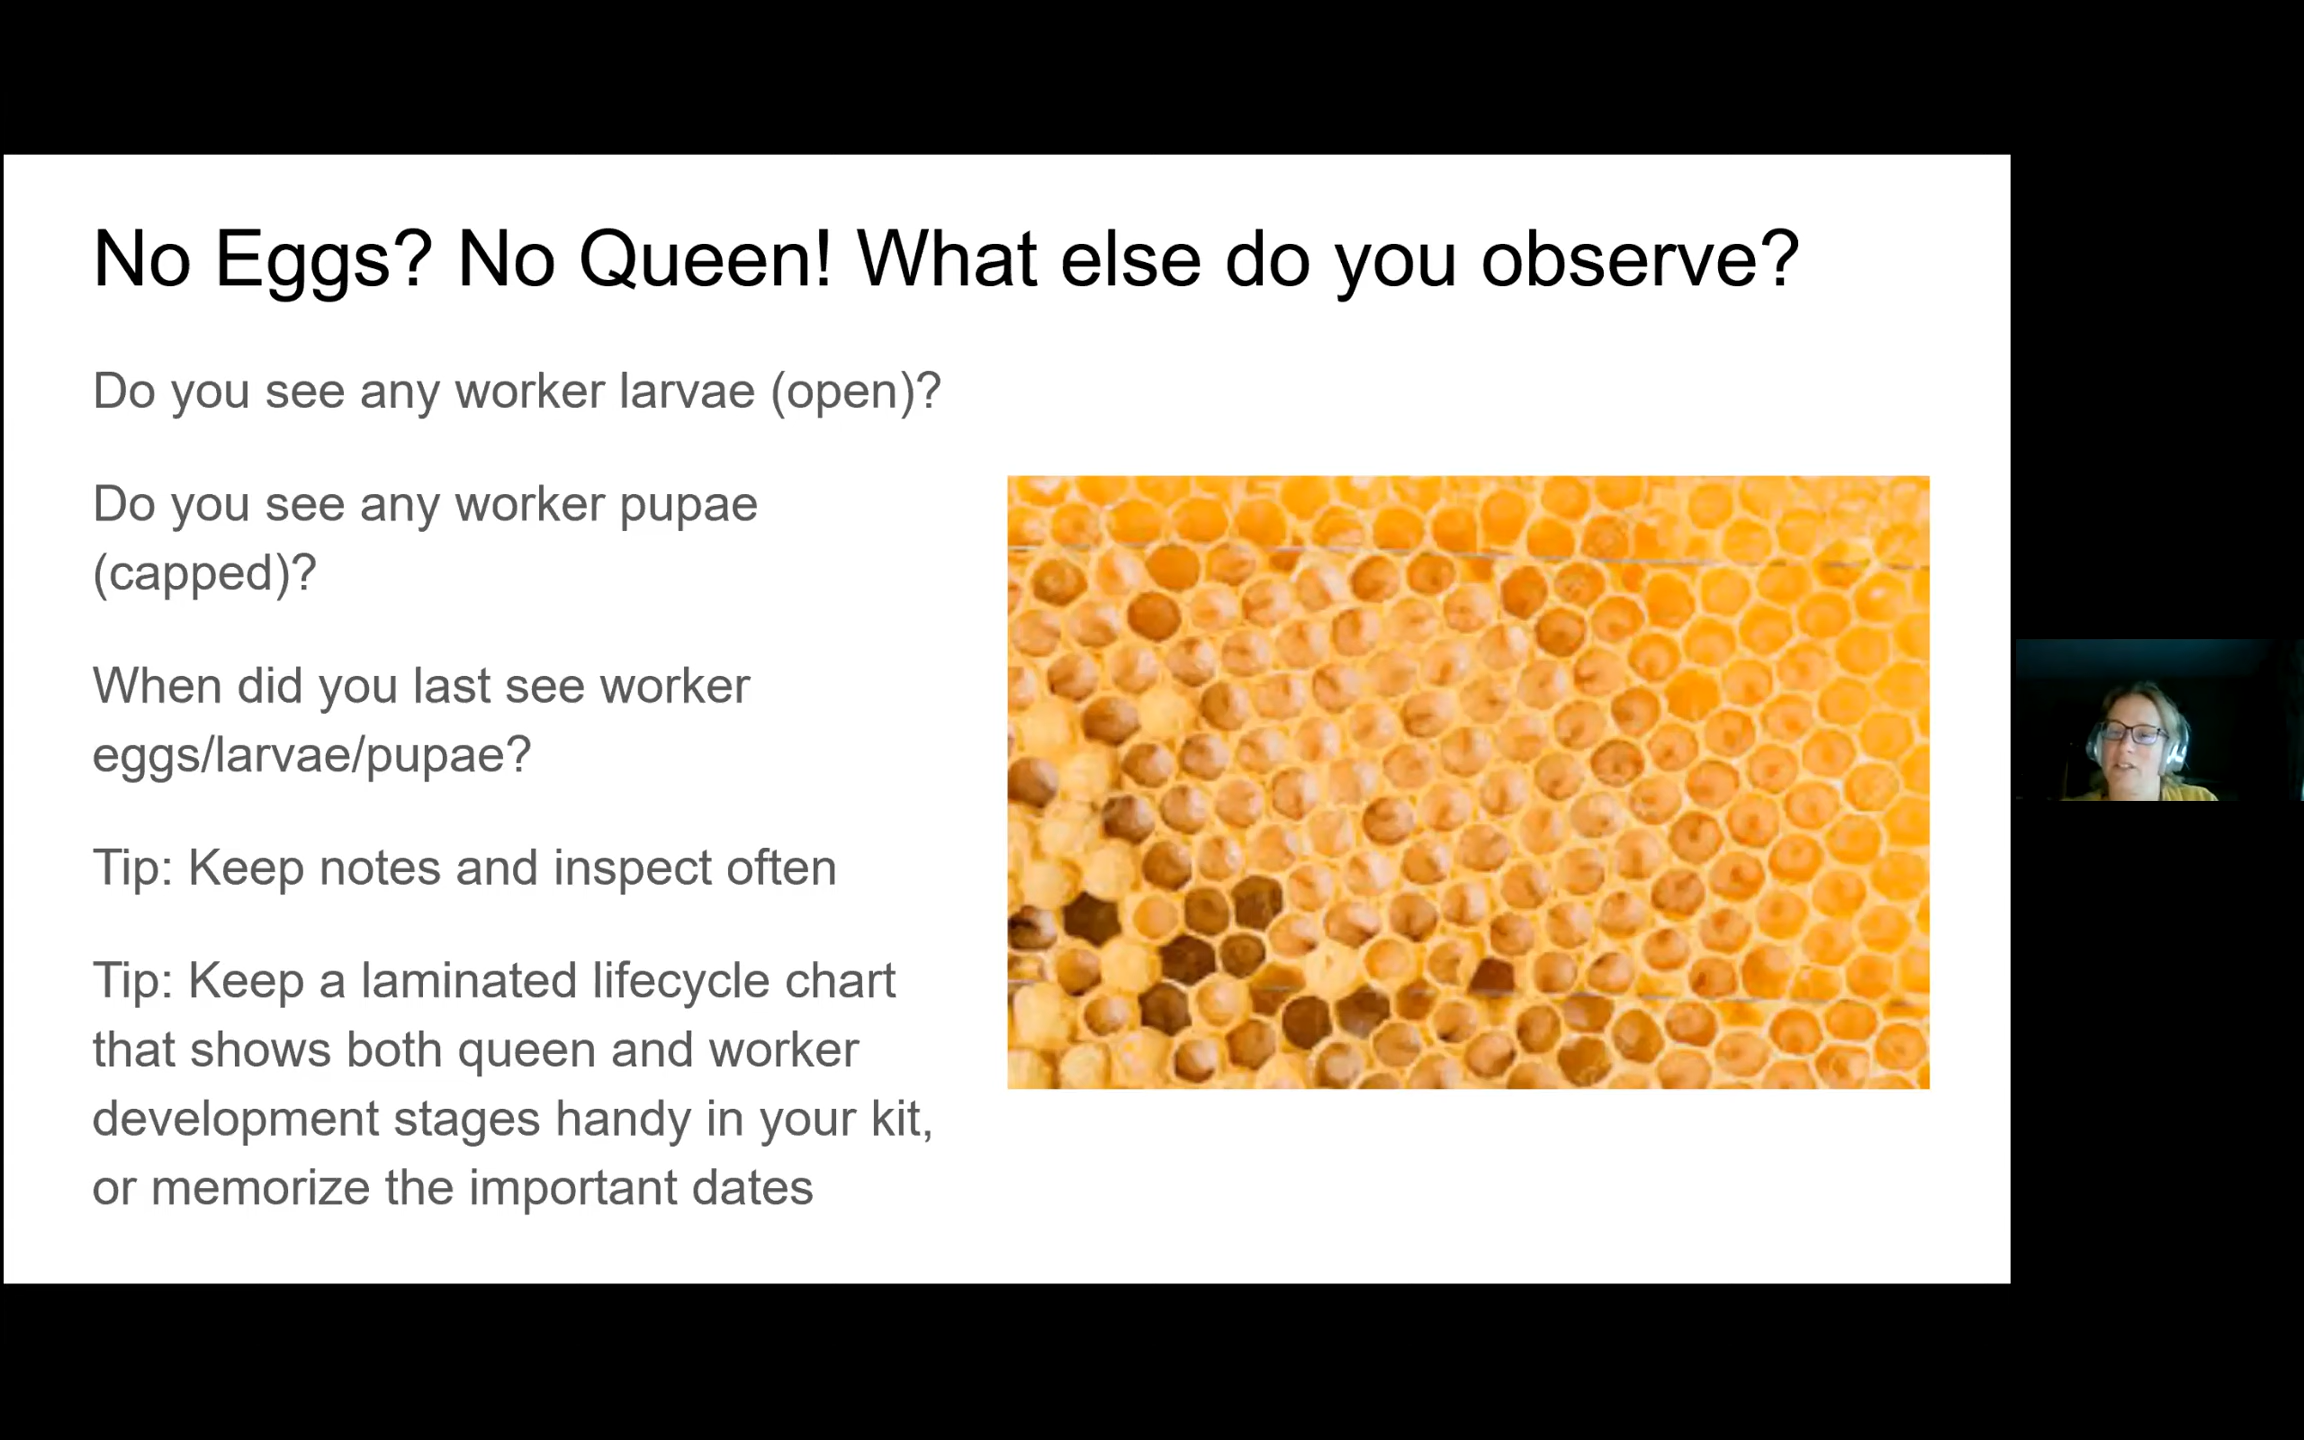 No Eggs? No Queen! What else do you observe?
Do you see any worker larvae (open)?
Do you see any worker pupae
(capped)?
When did you last see worker
eggs/larvae/pupae?
Tip: Keep notes and inspect often
Tip: Keep a laminated lifecycle chart
that shows both queen and worker
development stages handy in your kit,
or memorize the important dates